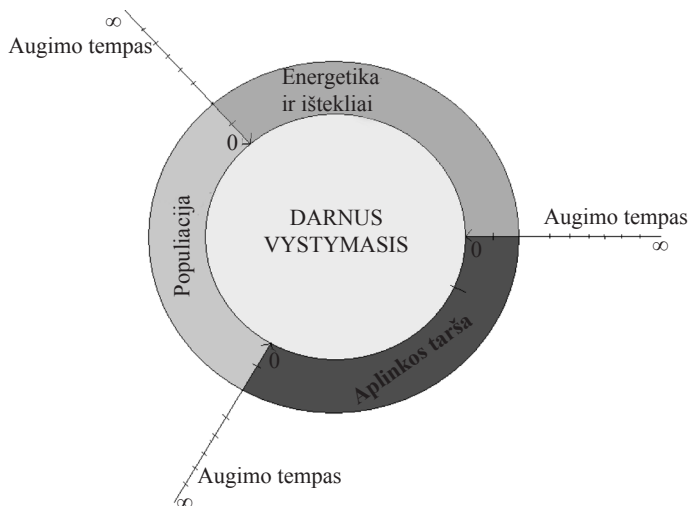 ∞
Augimo tempas
Energetika
ir ištekliai
0
Populiacija
DARNUS
VYSTYMASIS
Augimo tempas
0
∞
0
Aplinkos tarša
Augimo tempas
∞